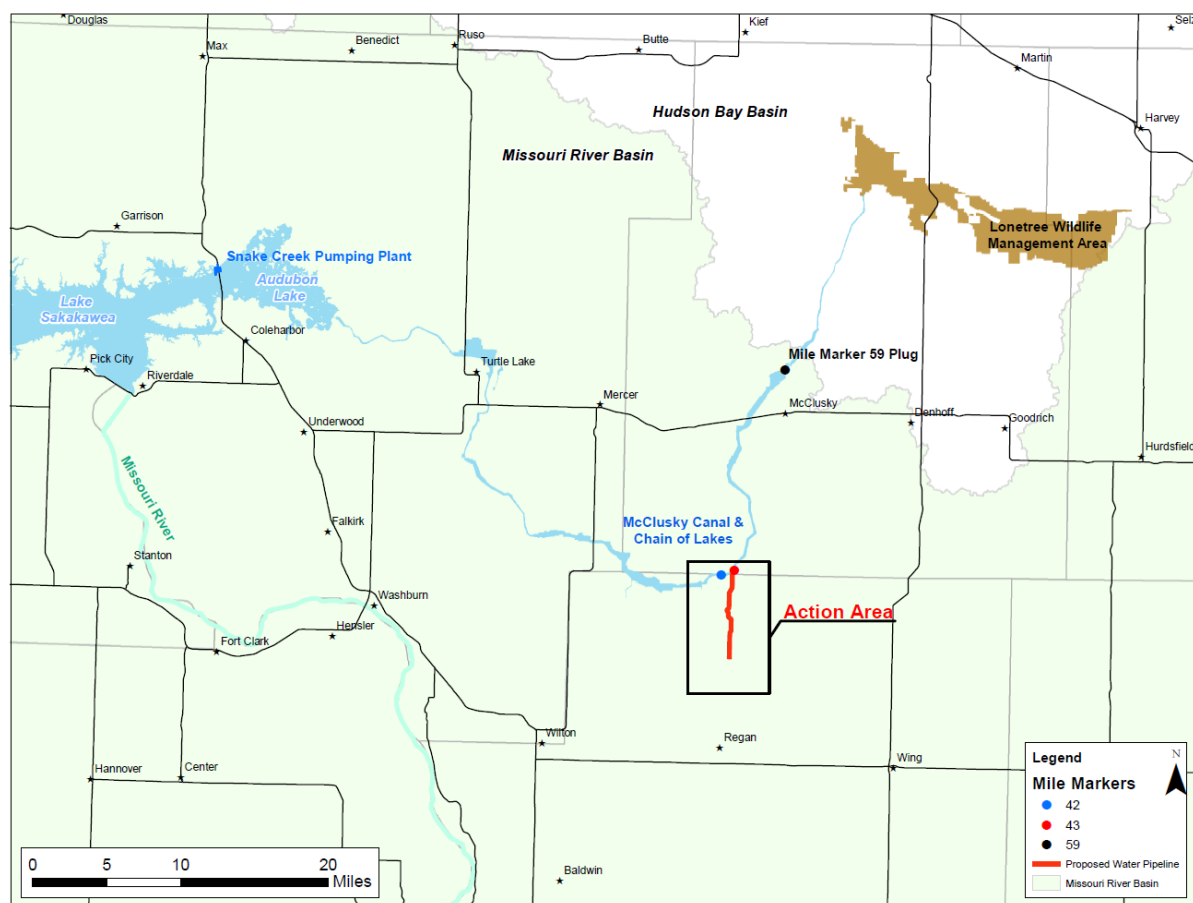 Douglas
Max
Benedict
Ruso
Butte
Kief
Selz
Martin
Harvey
Hudson Bay Basin
Missouri River Basin
Garrison
Snake Creek Pumping Plant
Audubon
Lake
Lake
Sakakawea
Lonetree Wildlife
Management Area
Coleharbor
Pick City
Riverdale
Turtle Lake
Mile Marker 59 Plug
Mercer
McClusky
Denhoff
Goodrich
Underwood
Hurdsfield
Missouri River
Falkirk
McClusky Canal &
Chain of Lakes
Stanton
Washburn
Action Area
Hensler
Fort Clark
Wilton
Regan
Wing
Hannover
Center
Baldwin
Legend
N
Mile Markers
42
43
59
Proposed Water Pipeline
Missouri River Basin
0 5 10 20
Miles